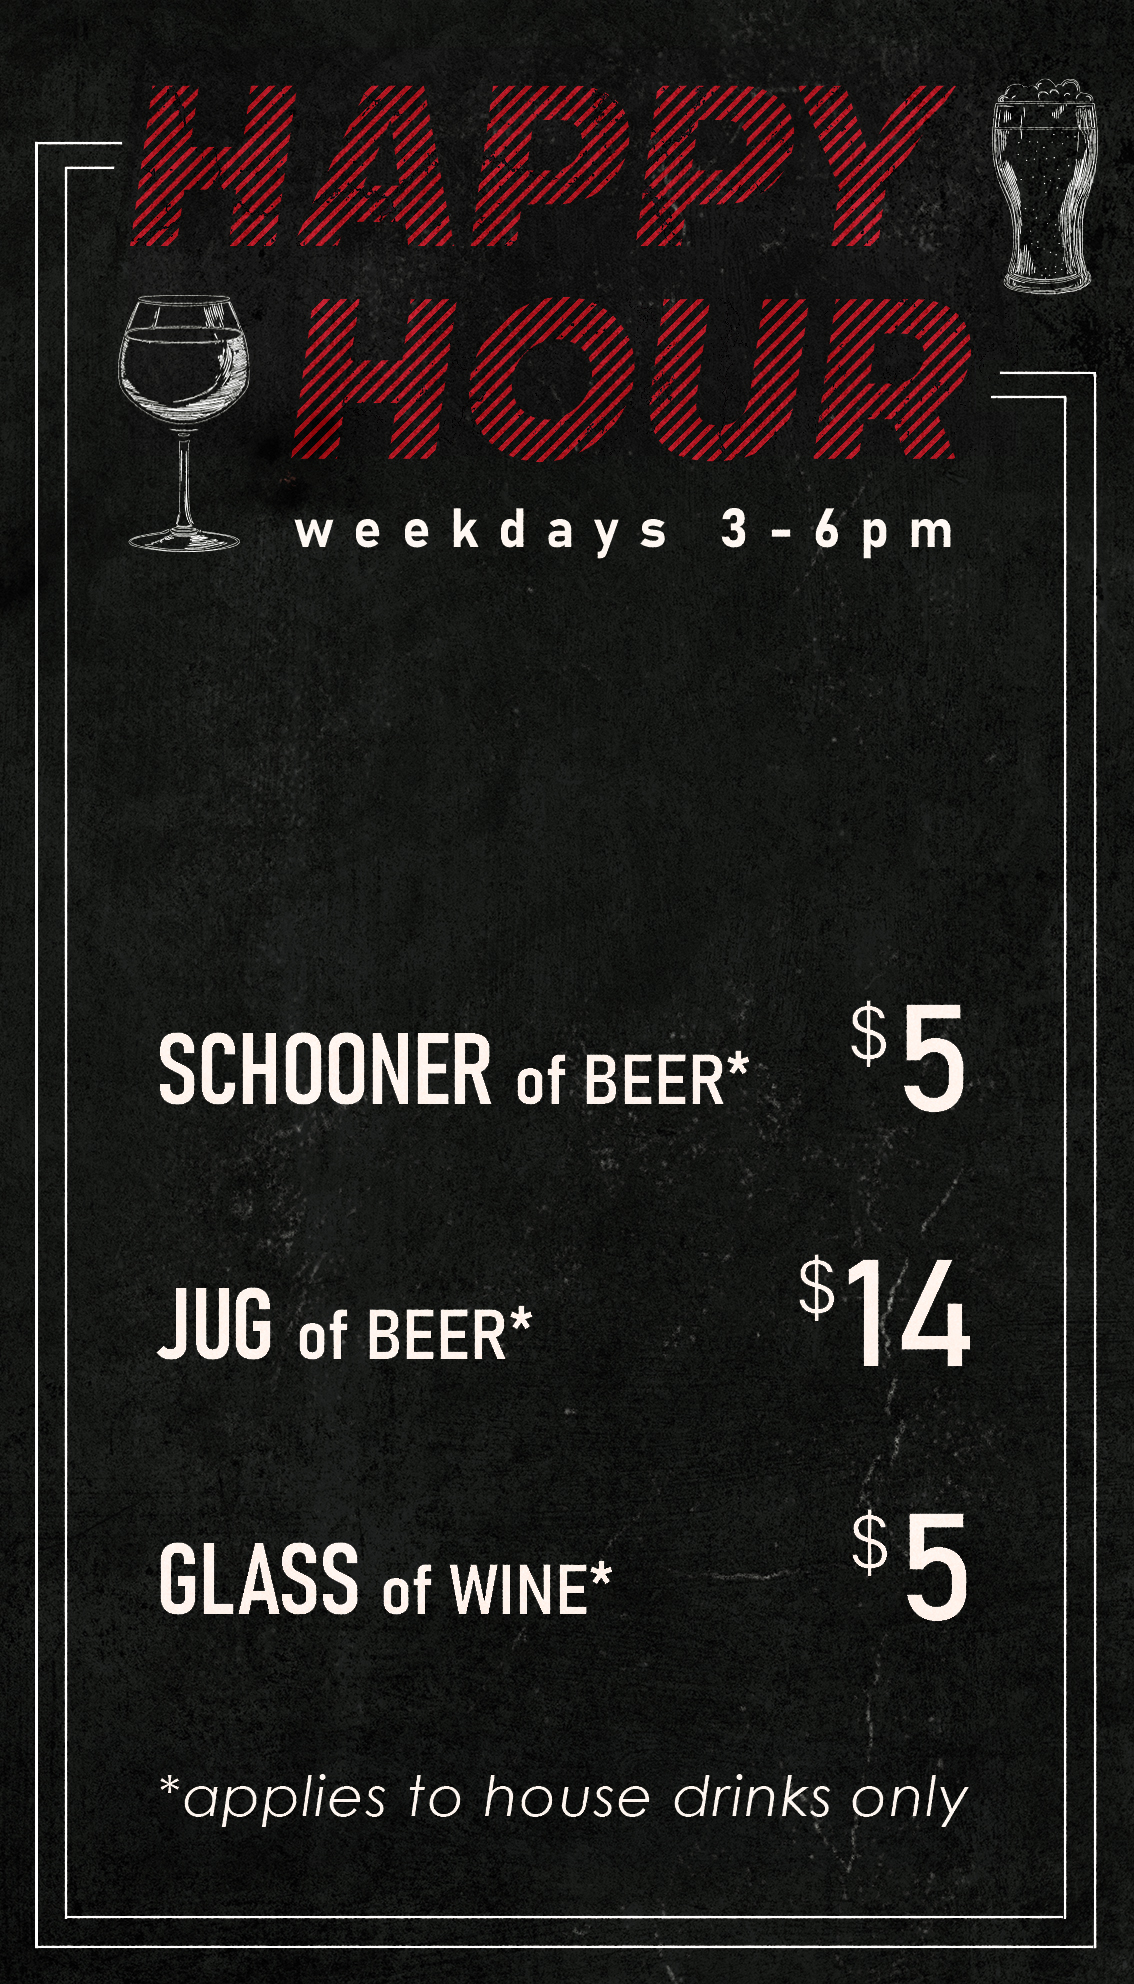 HAPPY
HOUR
weekdays 3-6pm
SCHOONER of BEER* $5
JUG of BEER* $14
GLASS of WINE* $5
*applies to house drinks only